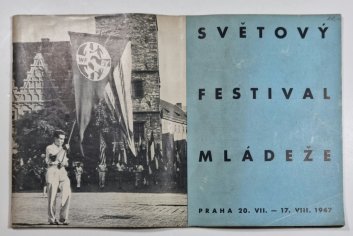 SVĚTOVÝ
FESTIVAL
MLÁDEŽE
PRAHA 20. VII. — 17. VIII. 1947